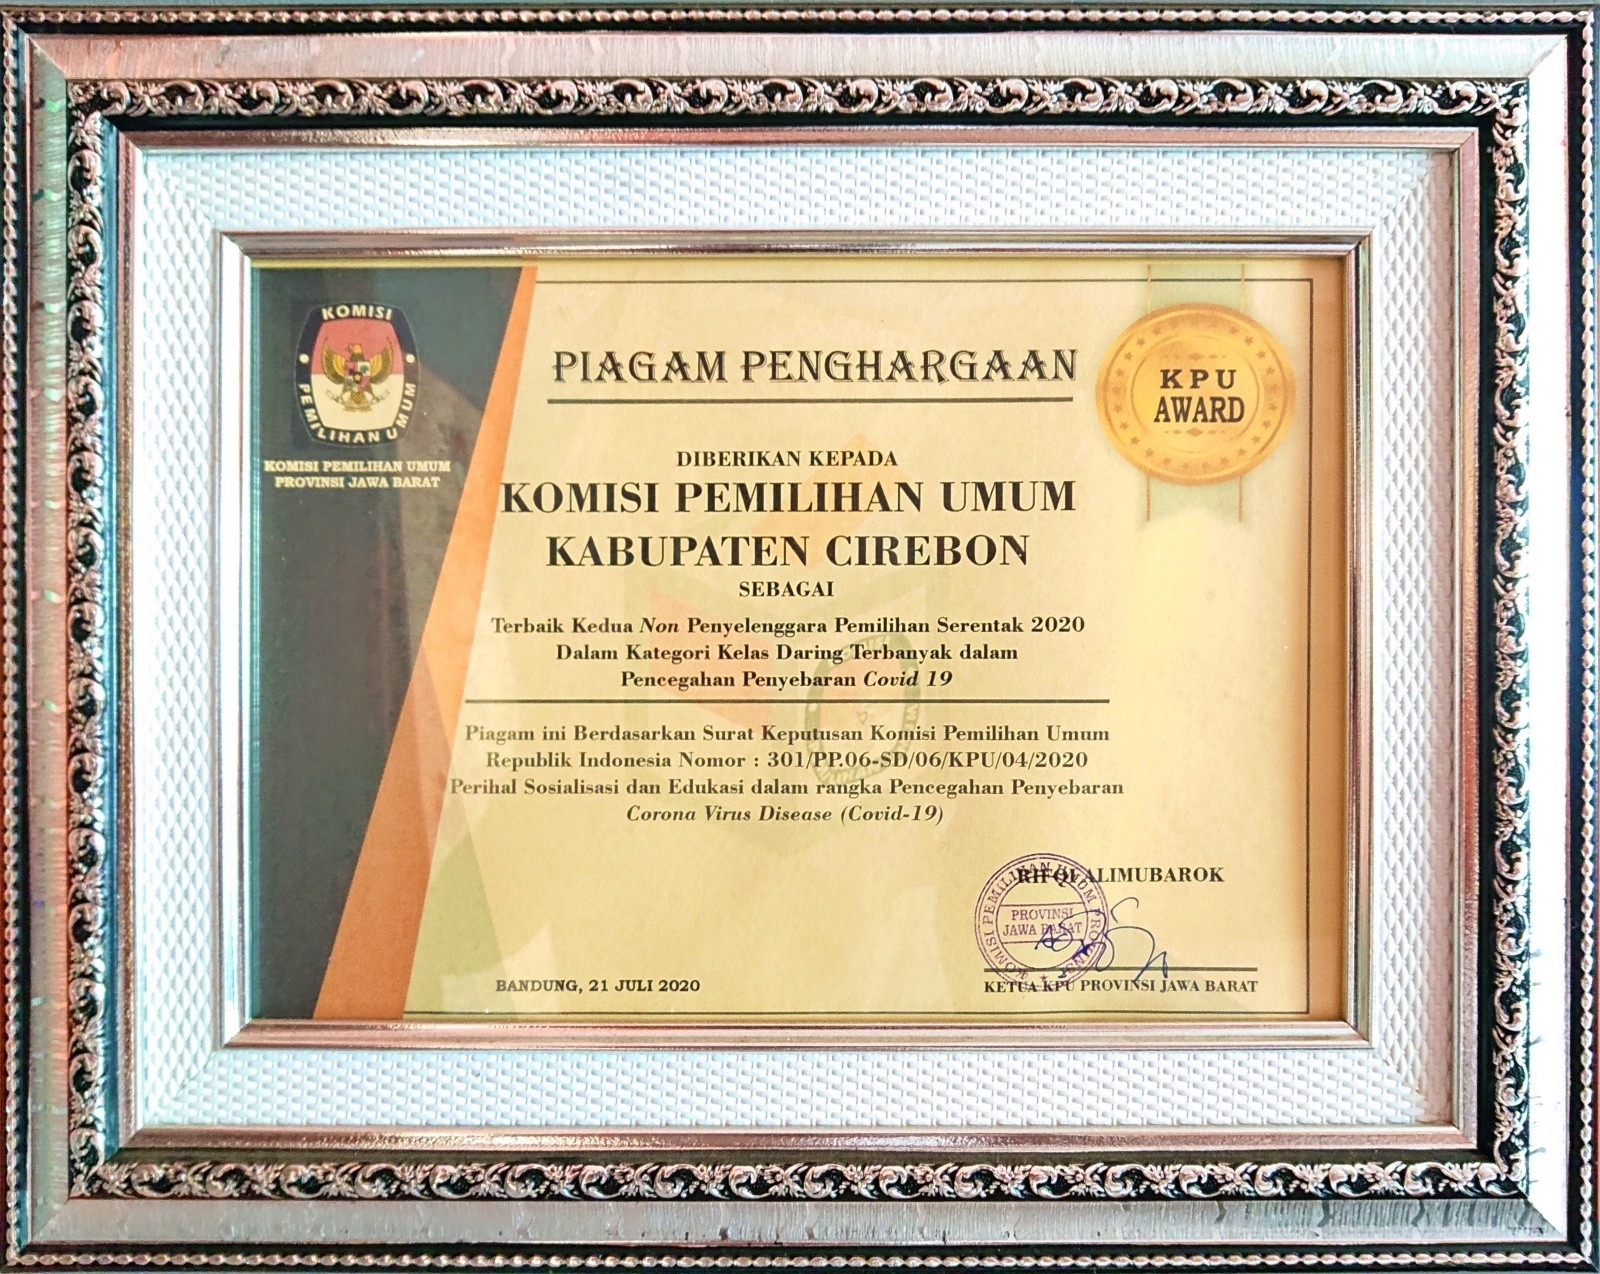 KOMISI
PEMILIHAN UMUM
KOMISI PEMILIHAN UMUM
PROVINSI JAWA BARAT
PIAGAM PENGHARGAAN
KPU
AWARD
DIBERIKAN KEPADA
KOMISI PEMILIHAN UMUM
KABUPATEN CIREBON
SEBAGAI
Terbaik Kedua Non Penyelenggara Pemilihan Serentak 2020
Dalam Kategori Kelas Daring Terbanyak dalam
Pencegahan Penyebaran Covid 19
Piagam ini Berdasarkan Surat Keputusan Komisi Pemilihan Umum
Republik Indonesia Nomor : 301/PP.06-SD/06/KPU/04/2020
Perihal Sosialisasi dan Edukasi dalam rangka Pencegahan Penyebaran
Corona Virus Disease (Covid-19)
RIFQI ALIMUBAROK
KOMISI PEMILIHAN UMUM PROVINSI
PROVINSI
JAWA BARAT
BANDUNG, 21 JULI 2020
KETUA KPU PROVINSI JAWA BARAT